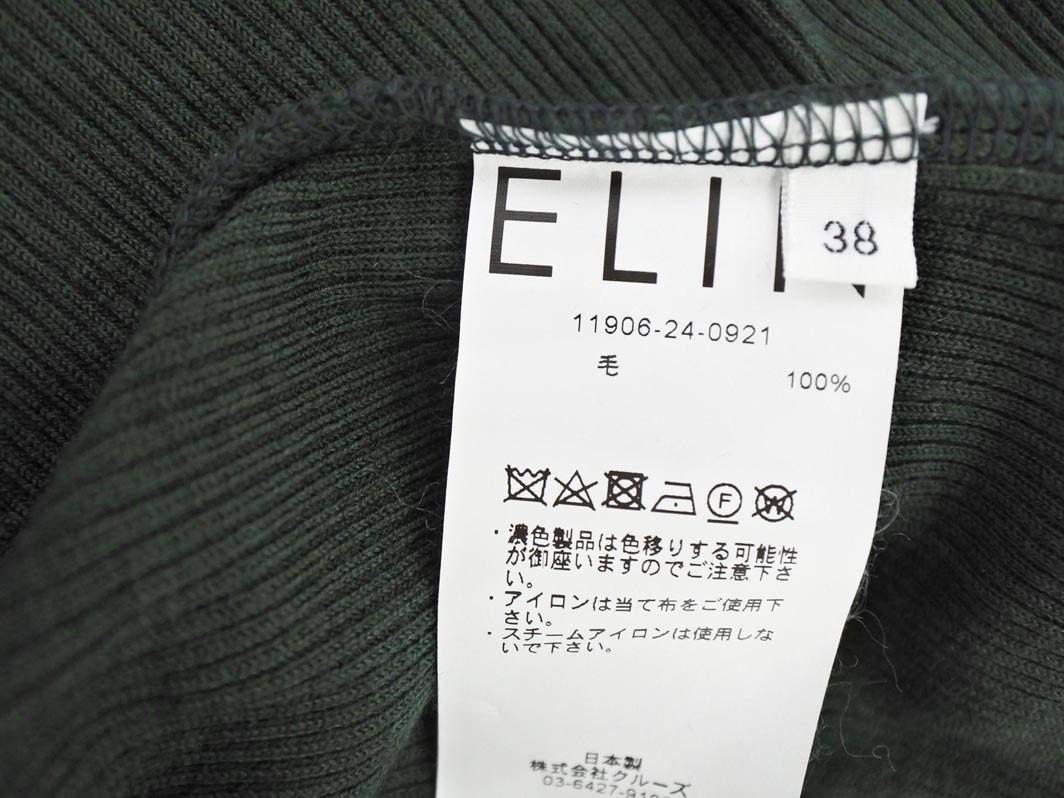 ELIN
38
11906-24-0921
毛 100%
F
W
・濃色製品は色移りする可能性
が御座いますのでご注意下さ
い。
・アイロンは当て布をご使用下
さい。
・スチームアイロンは使用しな
いで下さい。
日本製
株式会社クルーズ